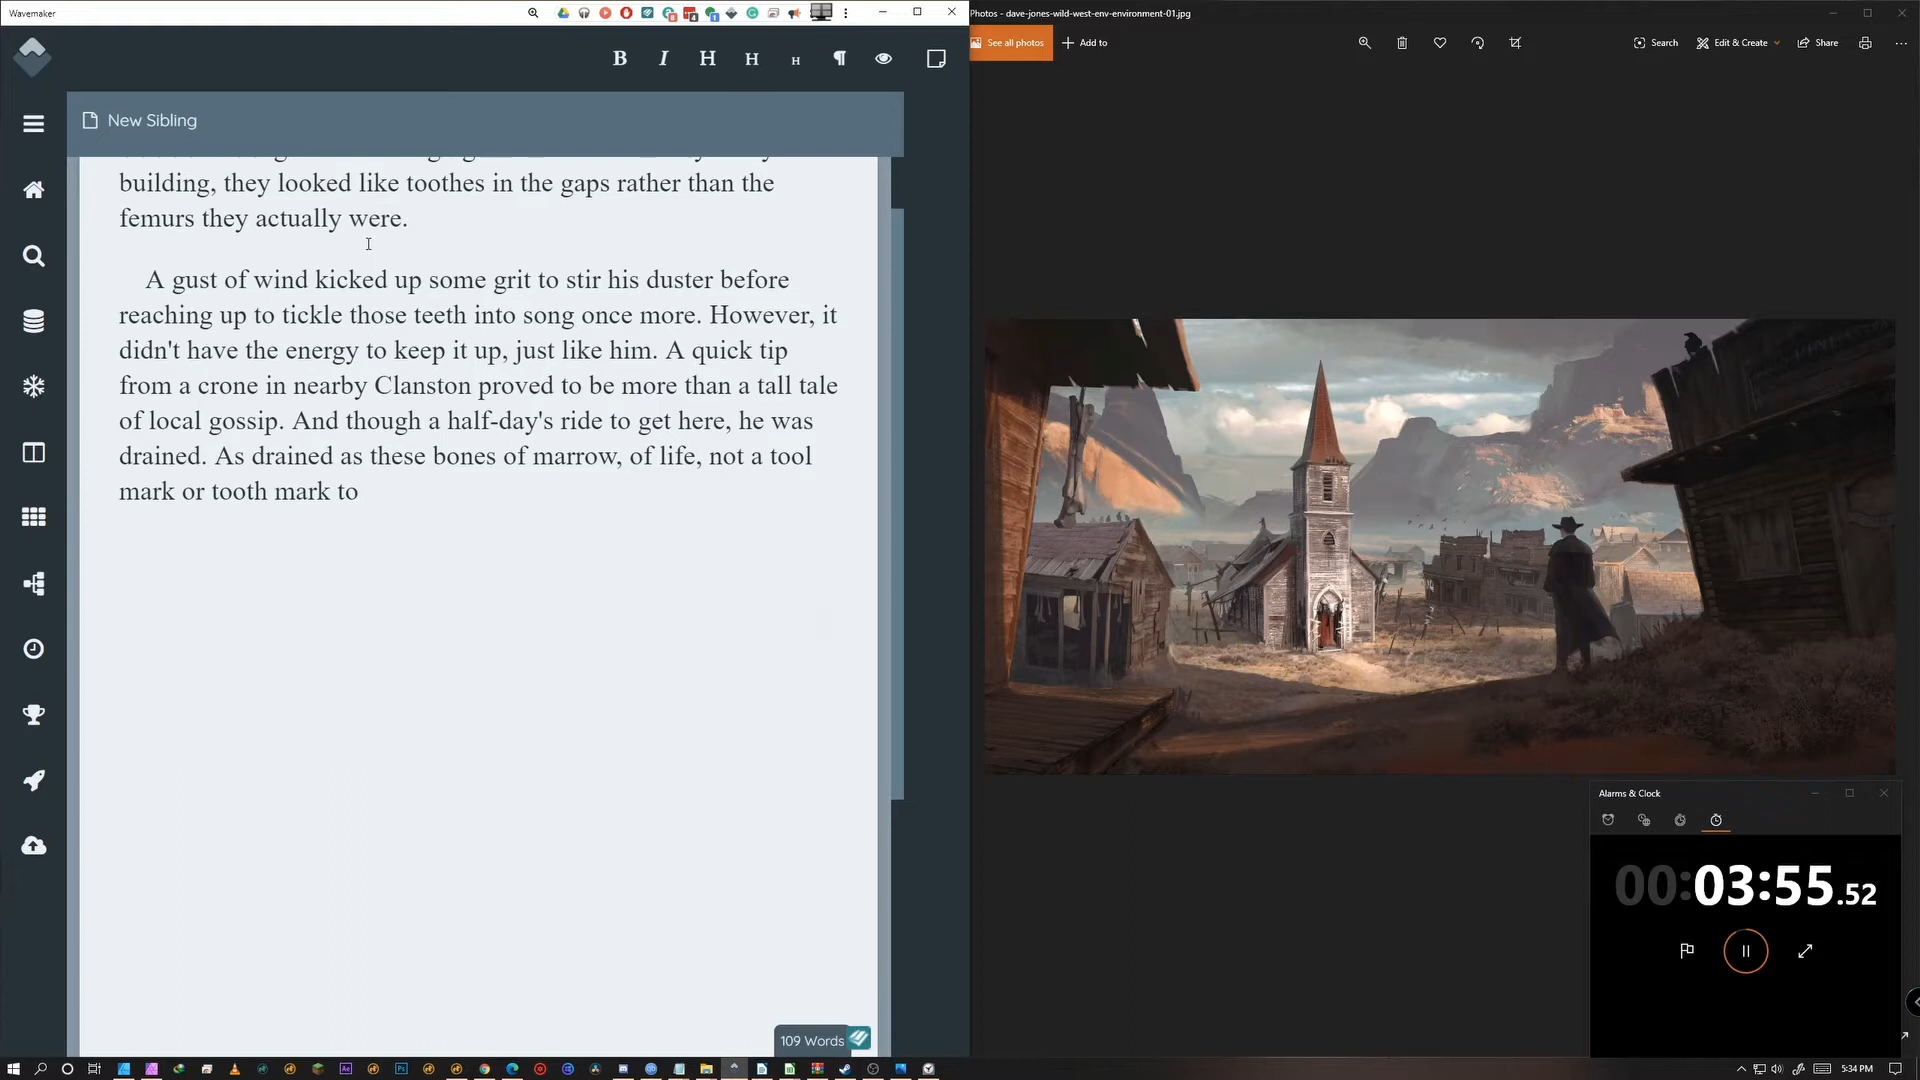 Wavemaker
Photos - dave-jones-wild-west-env-environment-01.jpg
See all photos
Add to
Search
Edit & Create
Share
B I H H H ¶
New Sibling
building, they looked like toothes in the gaps rather than the
femurs they actually were.
A gust of wind kicked up some grit to stir his duster before
reaching up to tickle those teeth into song once more. However, it
didn't have the energy to keep it up, just like him. A quick tip
from a crone in nearby Clanston proved to be more than a tall tale
of local gossip. And though a half-day's ride to get here, he was
drained. As drained as these bones of marrow, of life, not a tool
mark or tooth mark to
109 Words
Alarms & Clock
00:03:55.52
5:34 PM